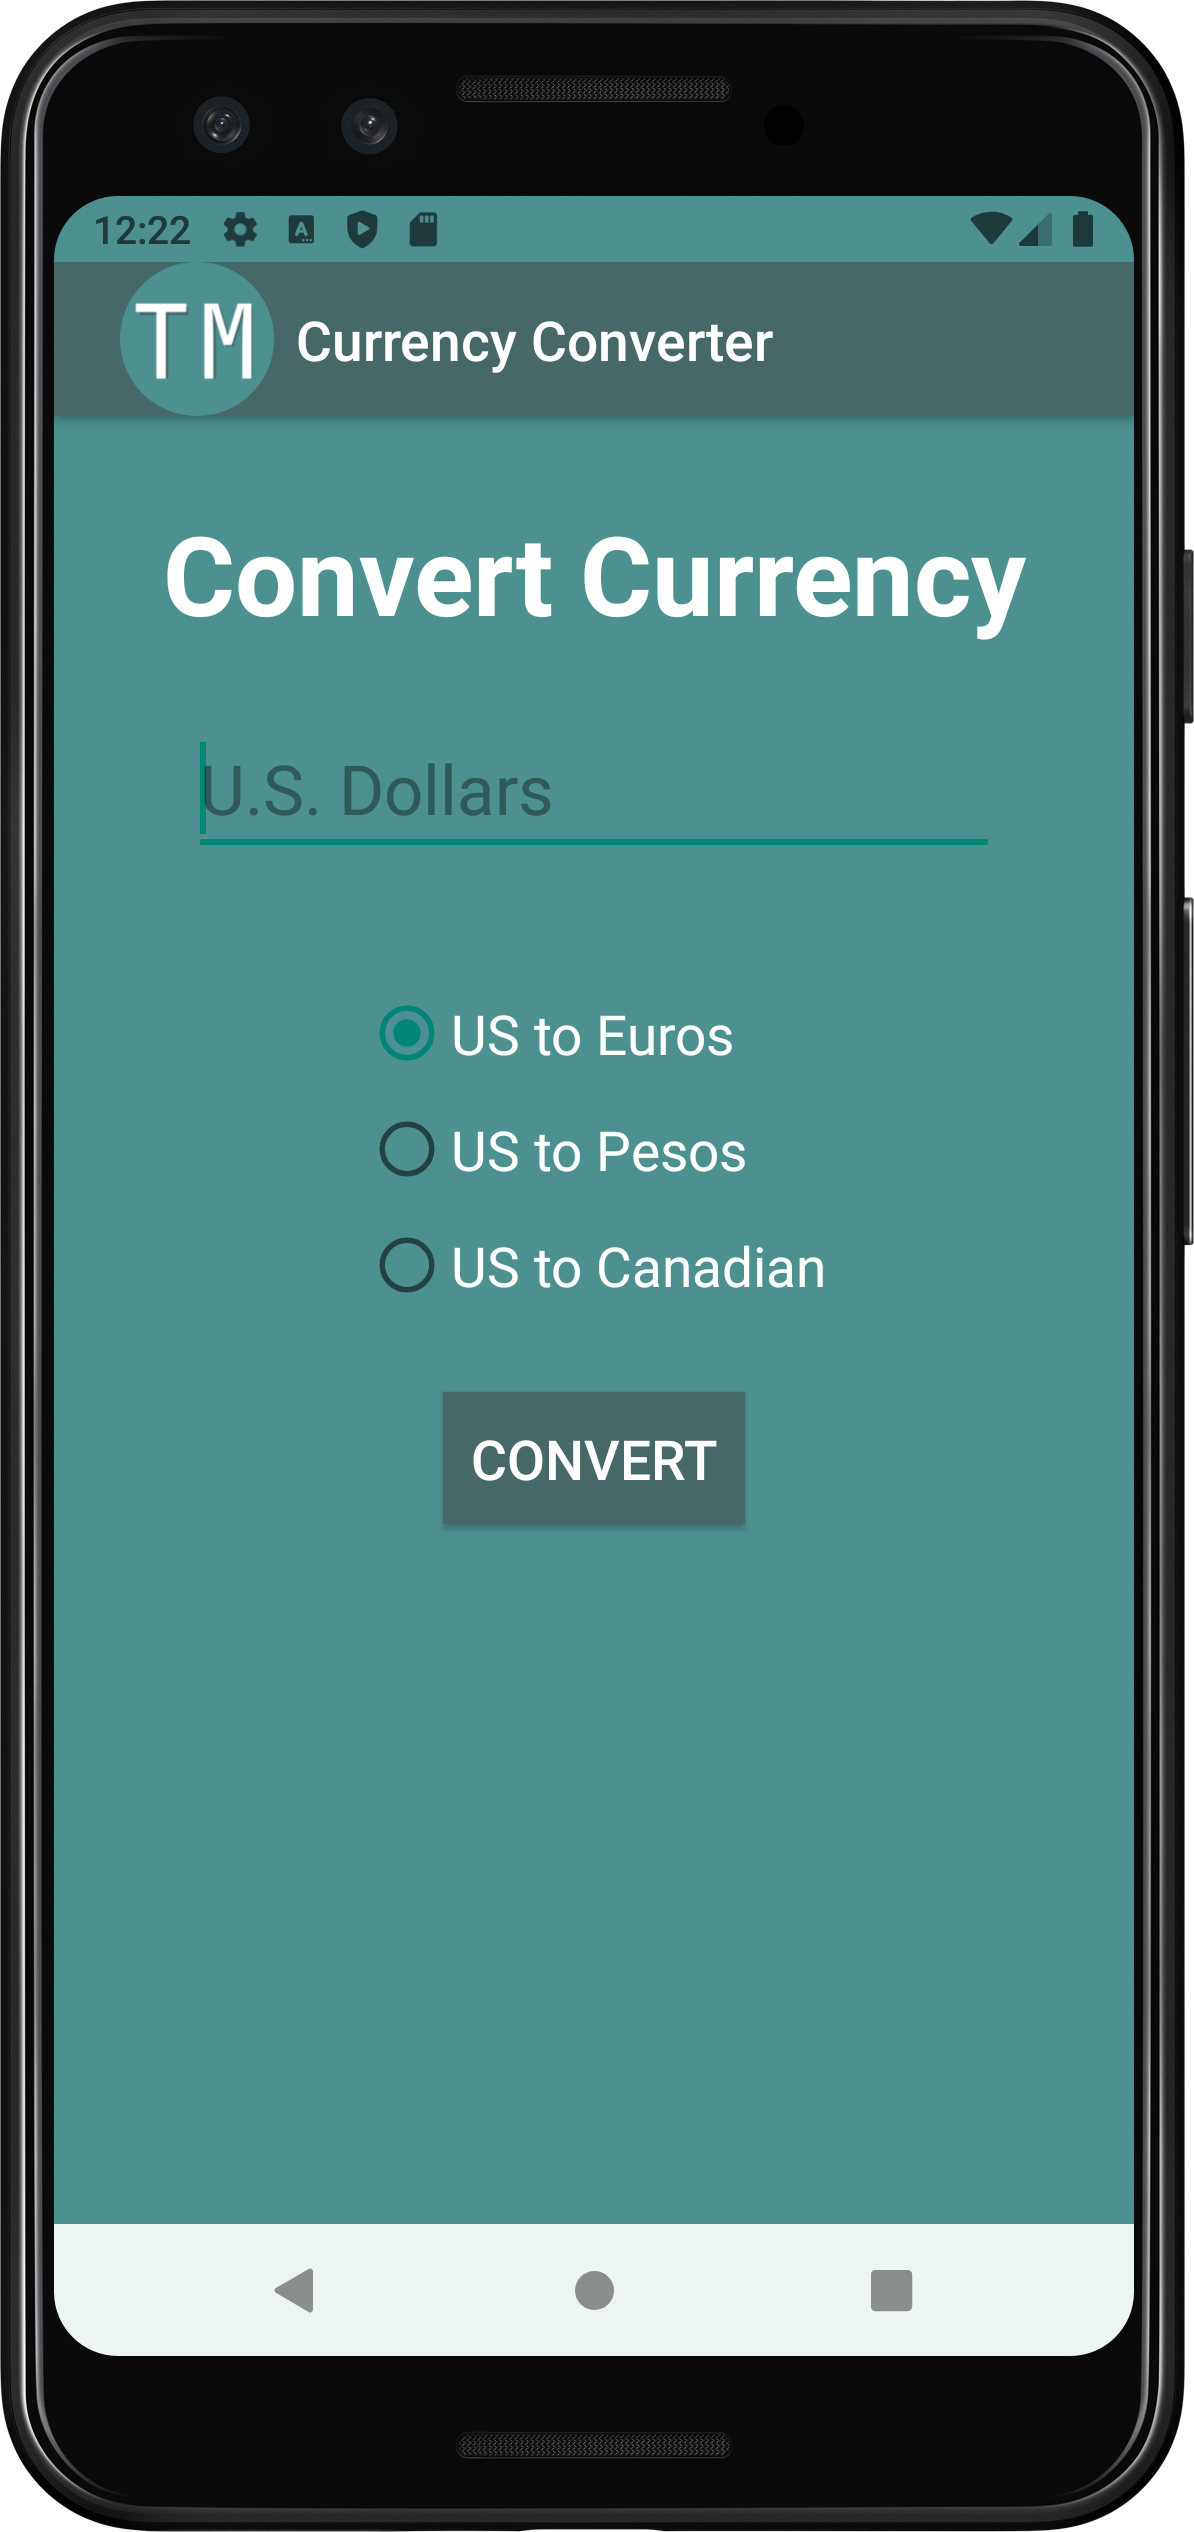 12:22
TM Currency Converter
Convert Currency
U.S. Dollars
US to Euros
US to Pesos
US to Canadian
CONVERT